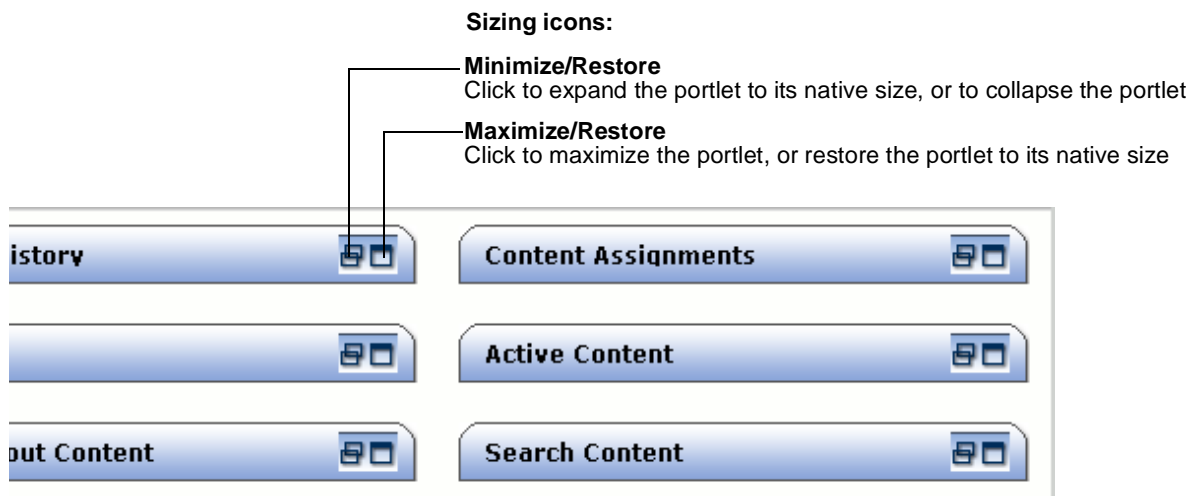 Sizing icons:
Minimize/Restore
Click to expand the portlet to its native size, or to collapse the portlet
Maximize/Restore
Click to maximize the portlet, or restore the portlet to its native size
istory
Content Assignments
Active Content
out Content
Search Content